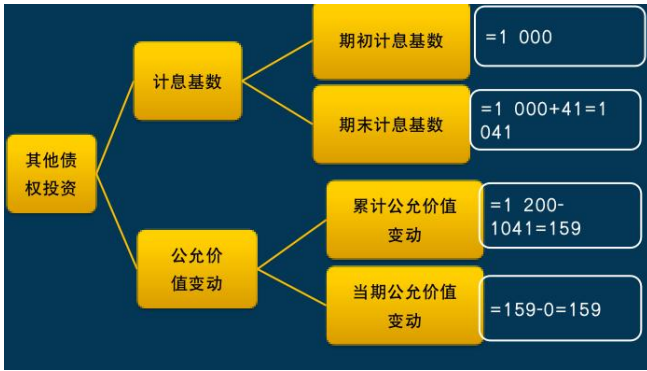 期初计息基数
=1 000
计息基数
期末计息基数
=1 000+41=1
041
其他债
权投资
累计公允价值
变动
=1 200-
1041=159
公允价
值变动
当期公允价值
变动
=159-0=159